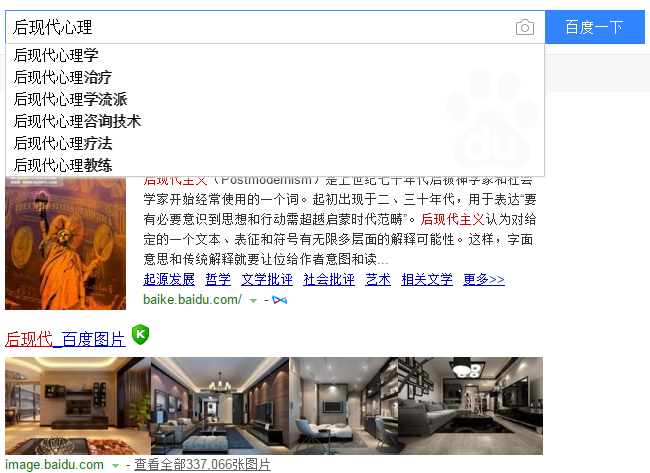 后现代心理
百度一下
后现代心理学
后现代心理治疗
后现代心理学流派
后现代心理咨询技术
后现代心理疗法
后现代心理教练
du
后现代主义（Postmodernism）是上世纪七十年代后被神学家和社会
学家开始经常使用的一个词。起初出现于二、三十年代，用于表达“要
有必要意识到思想和行动需超越启蒙时代范畴”。后现代主义认为对给
定的一个文本、表征和符号有无限多层面的解释可能性。这样，字面
意思和传统解释就要让位给作者意图和读...
起源发展 哲学 文学批评 社会批评 艺术 相关文学 更多>>
baike.baidu.com/ -
后现代_百度图片 K
image.baidu.com - 查看全部337,066张图片